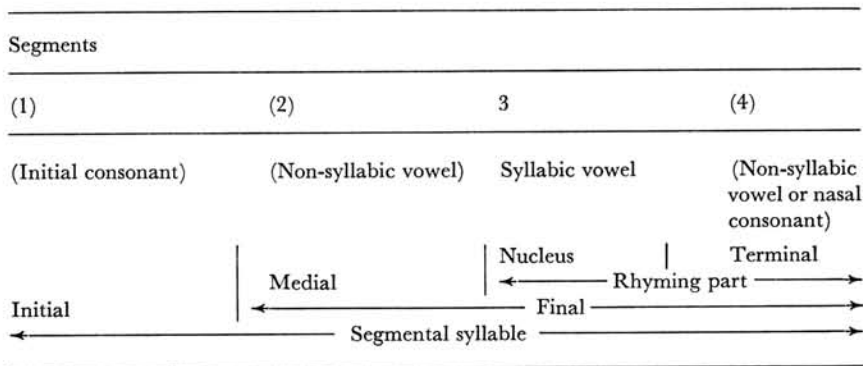 Segments
(1) (2) 3 (4)
(Initial consonant) (Non-syllabic vowel) Syllabic vowel (Non-syllabic
vowel or nasal
consonant)
Nucleus Terminal
Medial Rhyming part
Initial Final
Segmental syllable